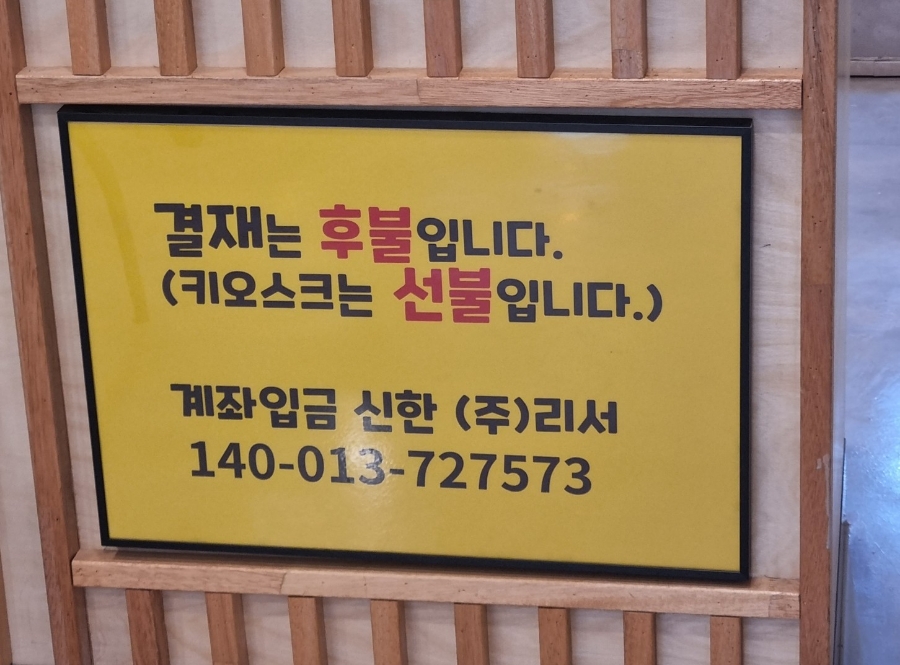 결재는 후불입니다.
(키오스크는 선불입니다.)
계좌입금 신한 (주)리서
140-013-727573